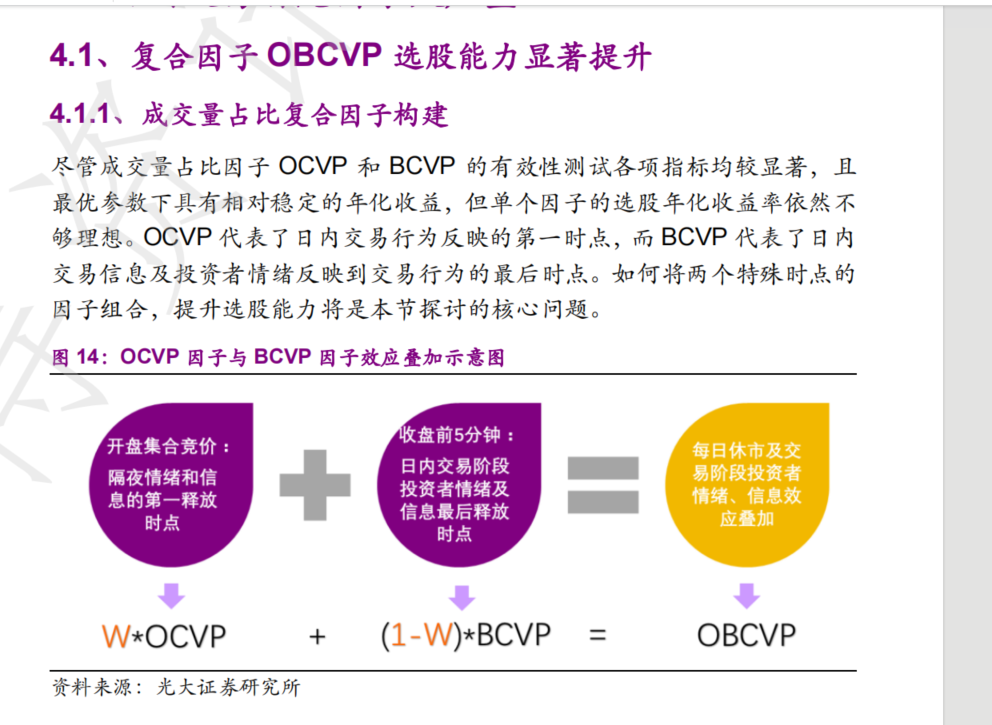 4.1、复合因子 OBCVP 选股能力显著提升
4.1.1、成交量占比复合因子构建
尽管成交量占比因子 OCVP 和 BCVP 的有效性测试各项指标均较显著，且
最优参数下具有相对稳定的年化收益，但单个因子的选股年化收益率依然不
够理想。OCVP 代表了日内交易行为反映的第一时点，而 BCVP 代表了日内
交易信息及投资者情绪反映到交易行为的最后时点。如何将两个特殊时点的
因子组合，提升选股能力将是本节探讨的核心问题。
图 14：OCVP 因子与 BCVP 因子效应叠加示意图
开盘集合竞价：
隔夜情绪和信
息的第一释放
时点
收盘前5分钟：
日内交易阶段
投资者情绪及
信息最后释放
时点
每日休市及交
易阶段投资者
情绪、信息效
应叠加
W*OCVP + (1-W)*BCVP = OBCVP
资料来源：光大证券研究所